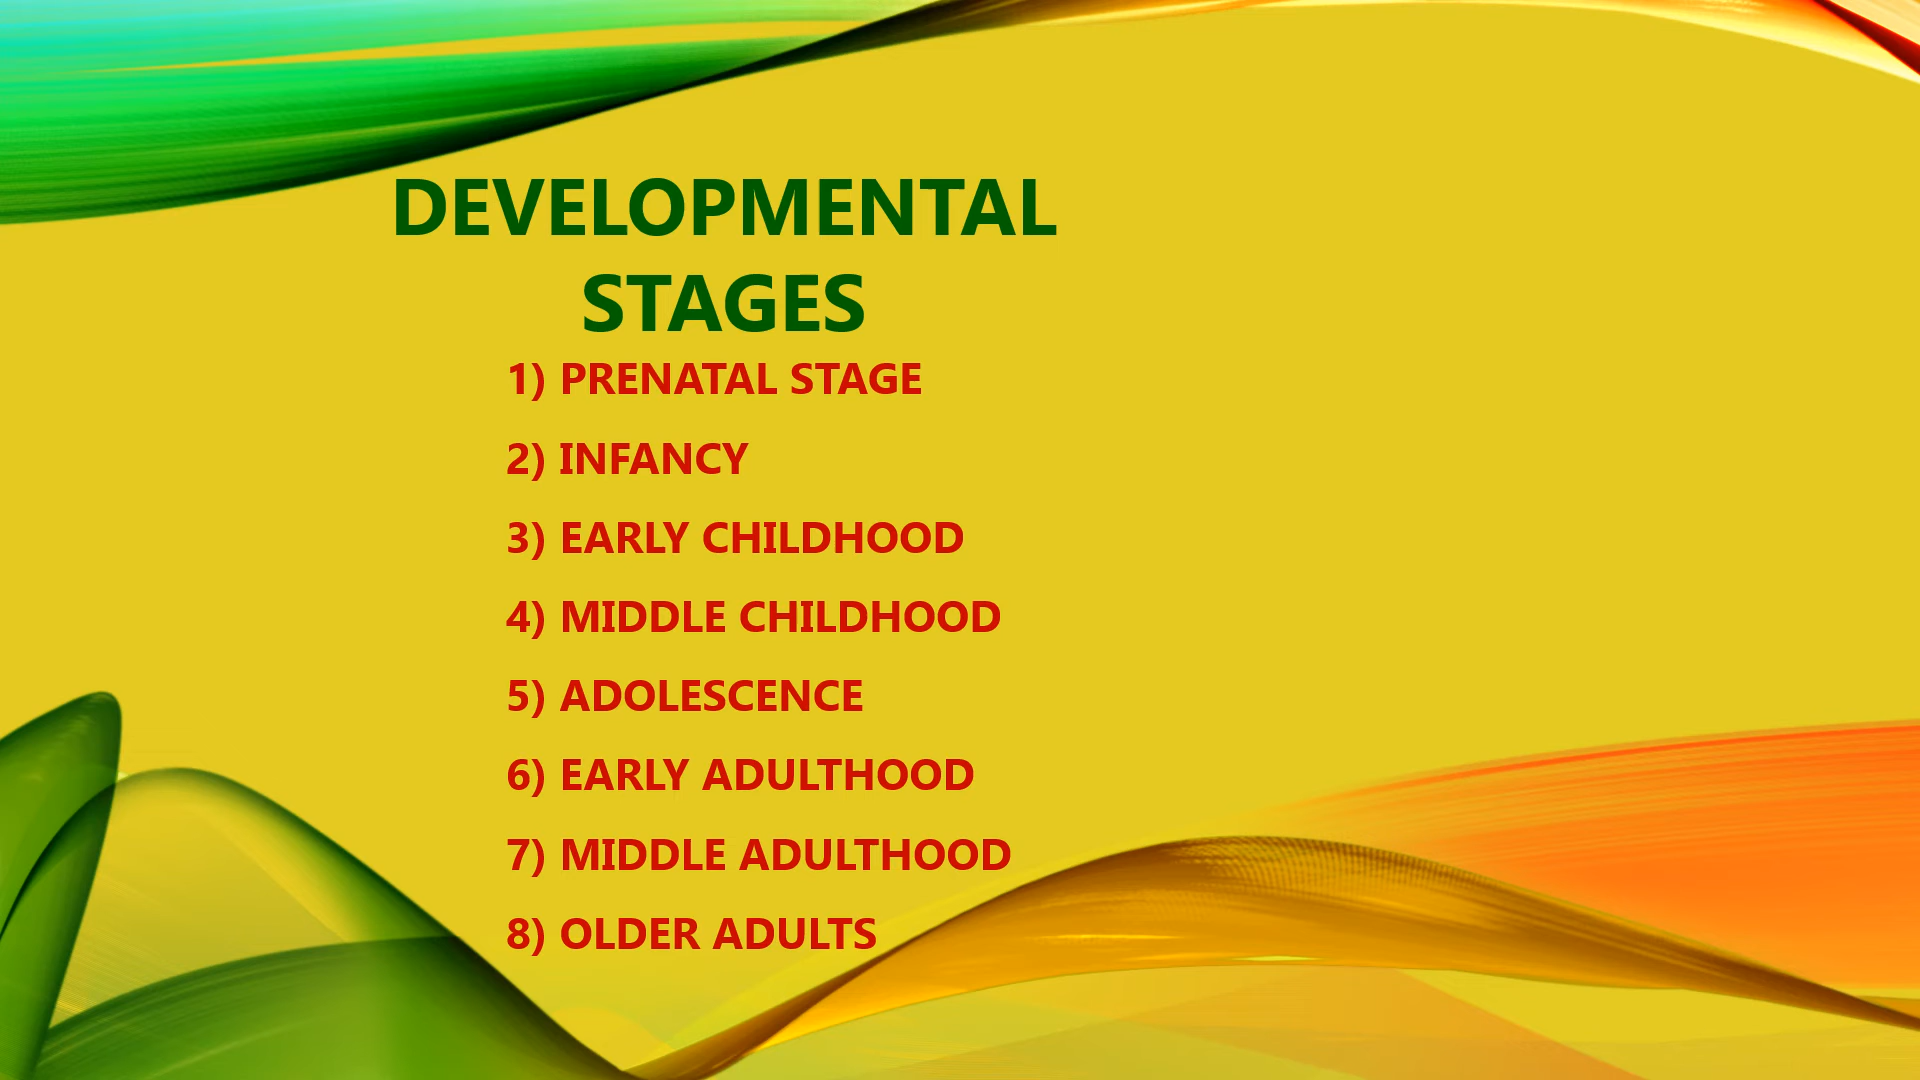 DEVELOPMENTAL
STAGES
1) PRENATAL STAGE
2) INFANCY
3) EARLY CHILDHOOD
4) MIDDLE CHILDHOOD
5) ADOLESCENCE
6) EARLY ADULTHOOD
7) MIDDLE ADULTHOOD
8) OLDER ADULTS